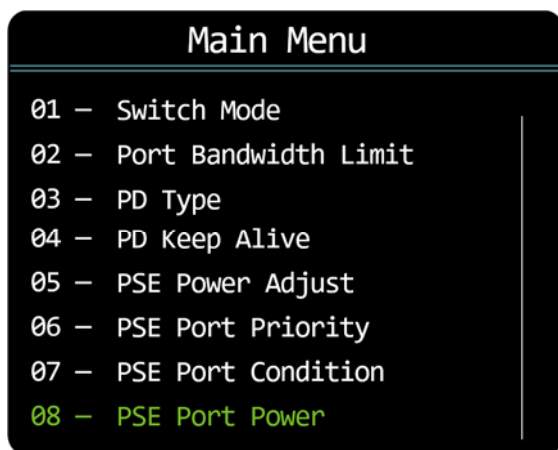 Main Menu
01 — Switch Mode
02 — Port Bandwidth Limit
03 — PD Type
04 — PD Keep Alive
05 — PSE Power Adjust
06 — PSE Port Priority
07 — PSE Port Condition
08 — PSE Port Power